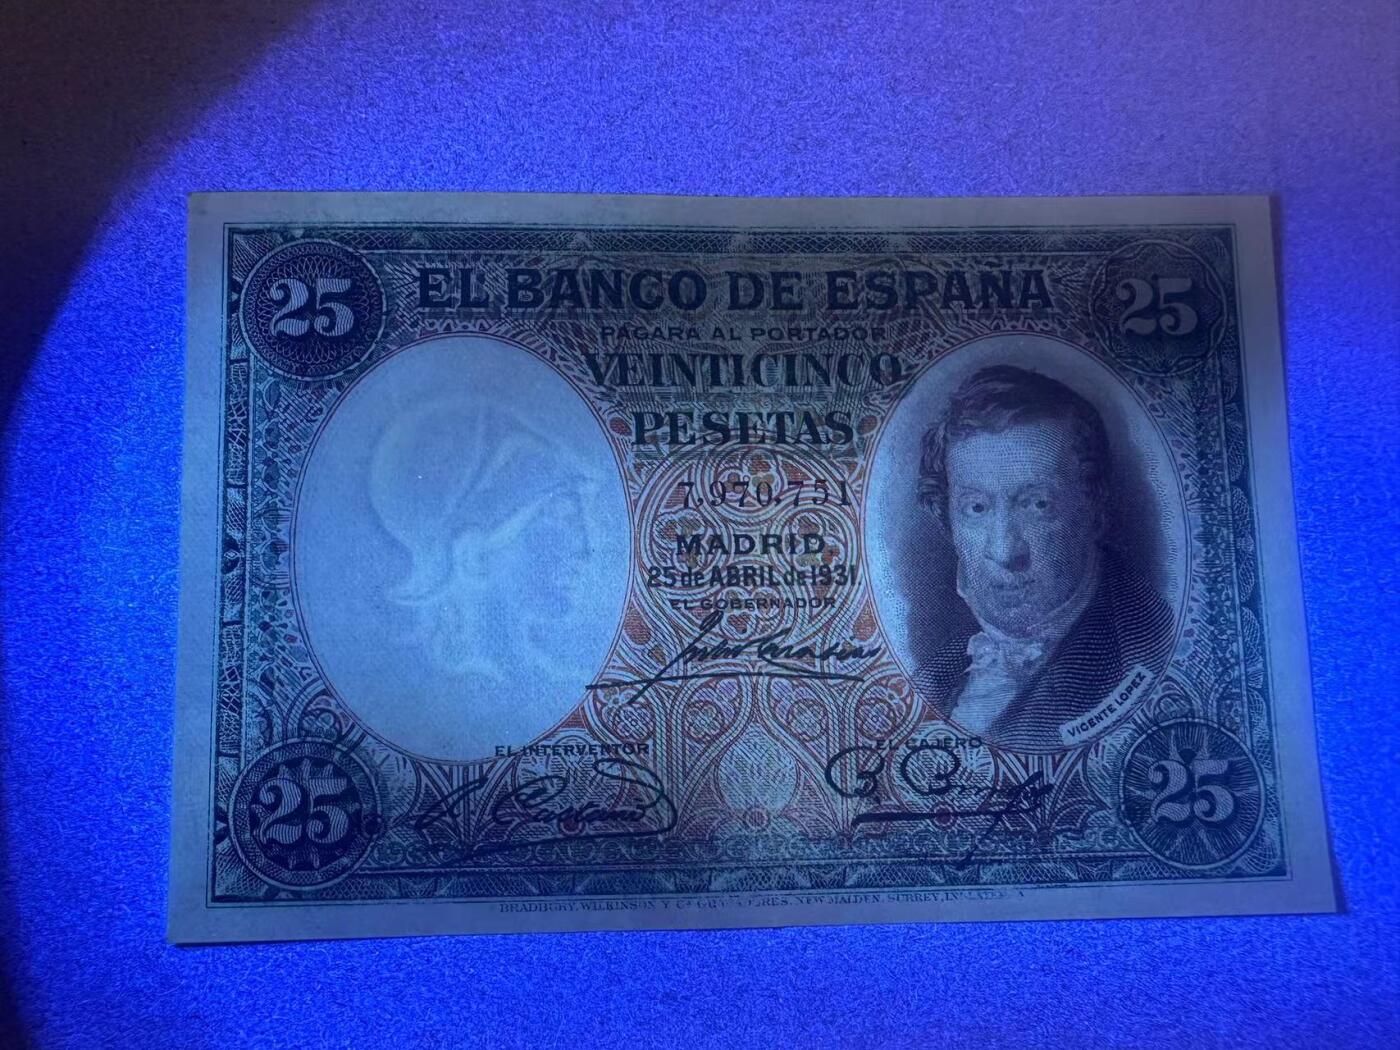 25 EL BANCO DE ESPAÑA 25
PAGARA AL PORTADOR
VEINTICINCO
PESETAS
7,970,751
MADRID
25 de ABRIL de 1931
EL GOBERNADOR
VICENTE LOPEZ
EL INTERVENTOR EL CAJERO
25 25
BRADBURY, WILKINSON Y Ca GRABADORES, NEW MALDEN, SURREY, INGLATERRA